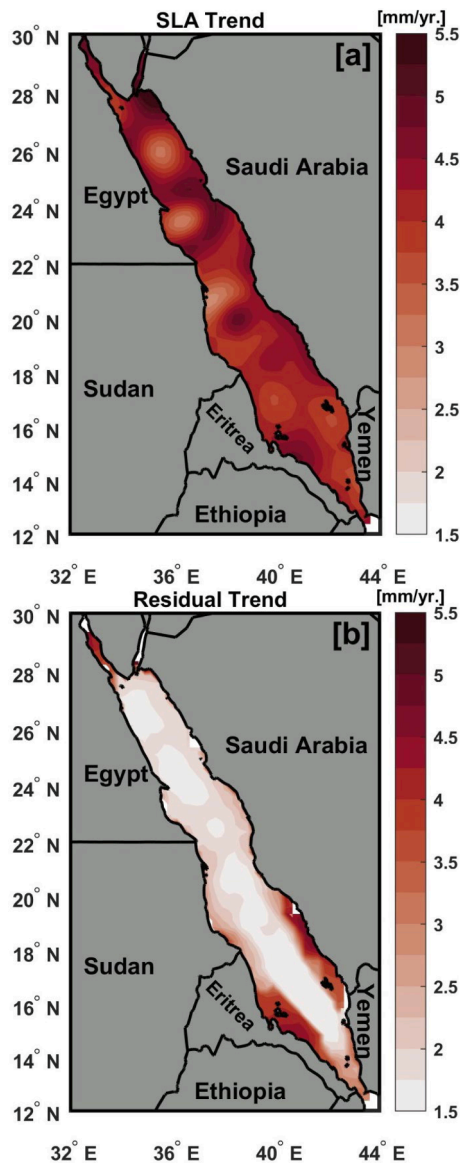 SLA Trend
[mm/yr.]
30° N
28° N
26° N
24° N
22° N
20° N
18° N
16° N
14° N
12° N
[a]
Saudi Arabia
Egypt
Sudan
Eritrea
Yemen
Ethiopia
5.5
5
4.5
4
3.5
3
2.5
2
1.5
32° E 36° E 40° E 44° E
Residual Trend
[mm/yr.]
30° N
28° N
26° N
24° N
22° N
20° N
18° N
16° N
14° N
12° N
[b]
Saudi Arabia
Egypt
Sudan
Eritrea
Yemen
Ethiopia
5.5
5
4.5
4
3.5
3
2.5
2
1.5
32° E 36° E 40° E 44° E